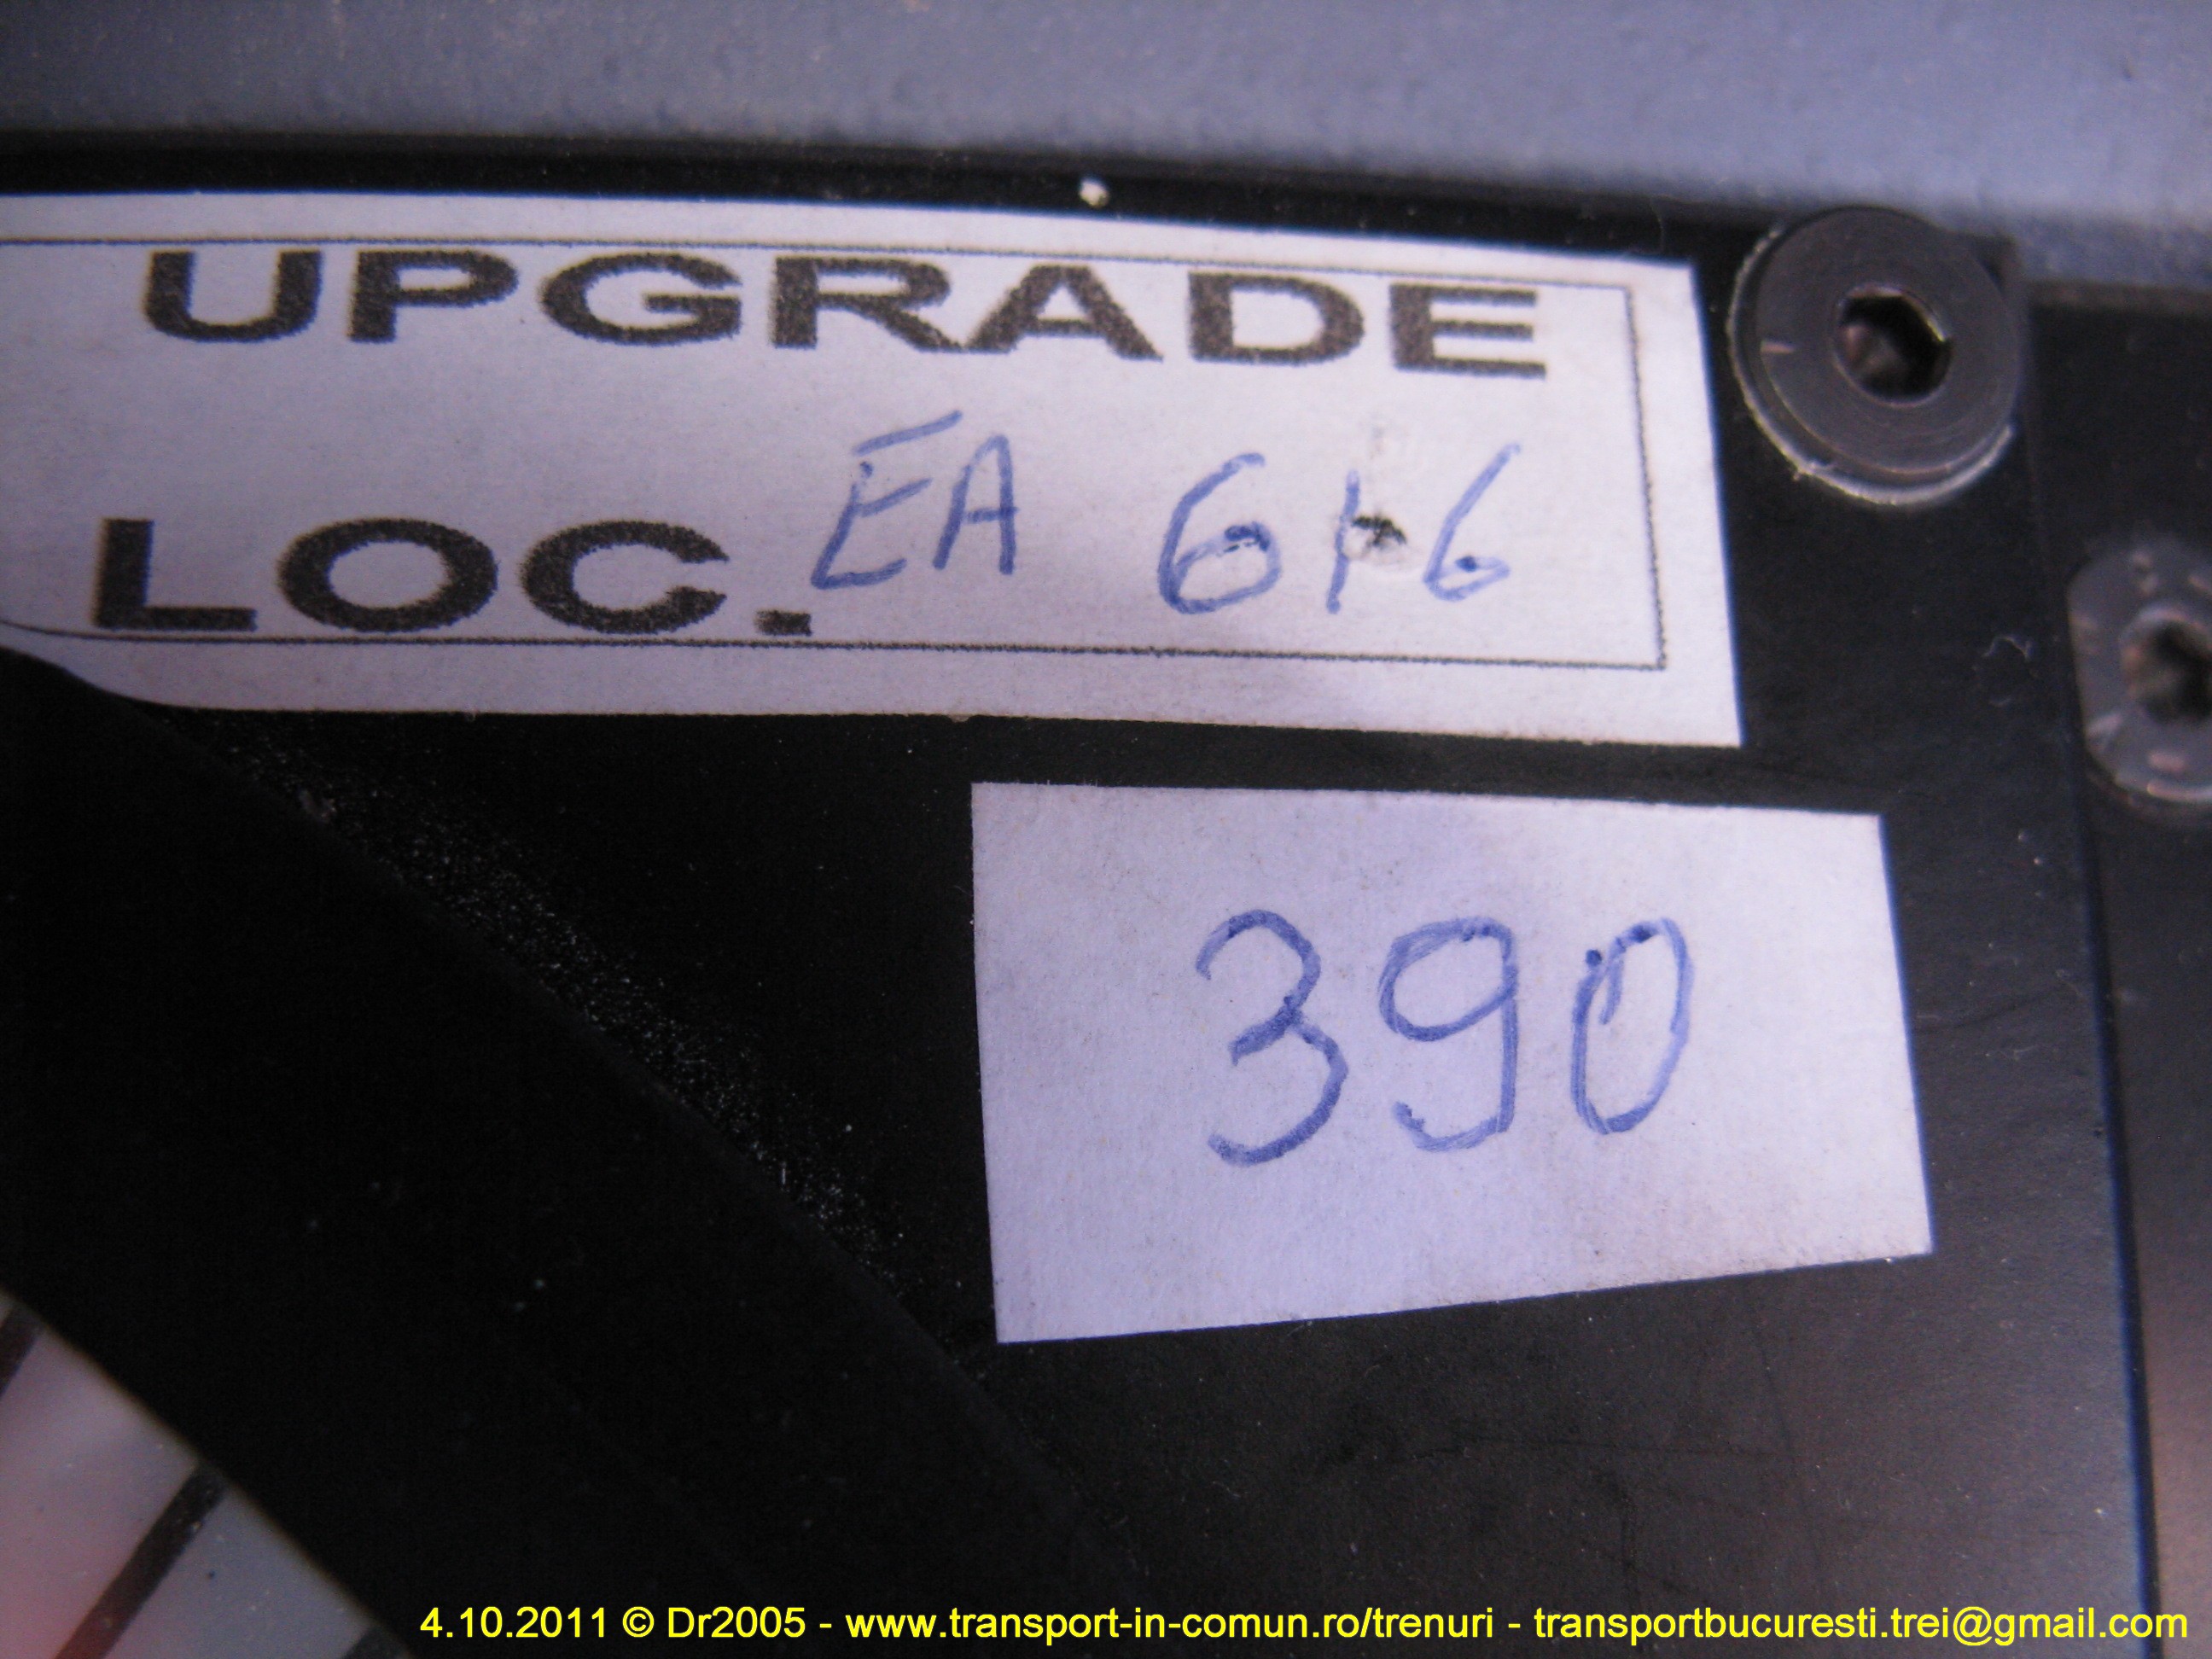 UPGRADE
LOC. EA 616
390
4.10.2011 © Dr2005 - www.transport-in-comun.ro/trenuri - transportbucuresti.trei@gmail.com